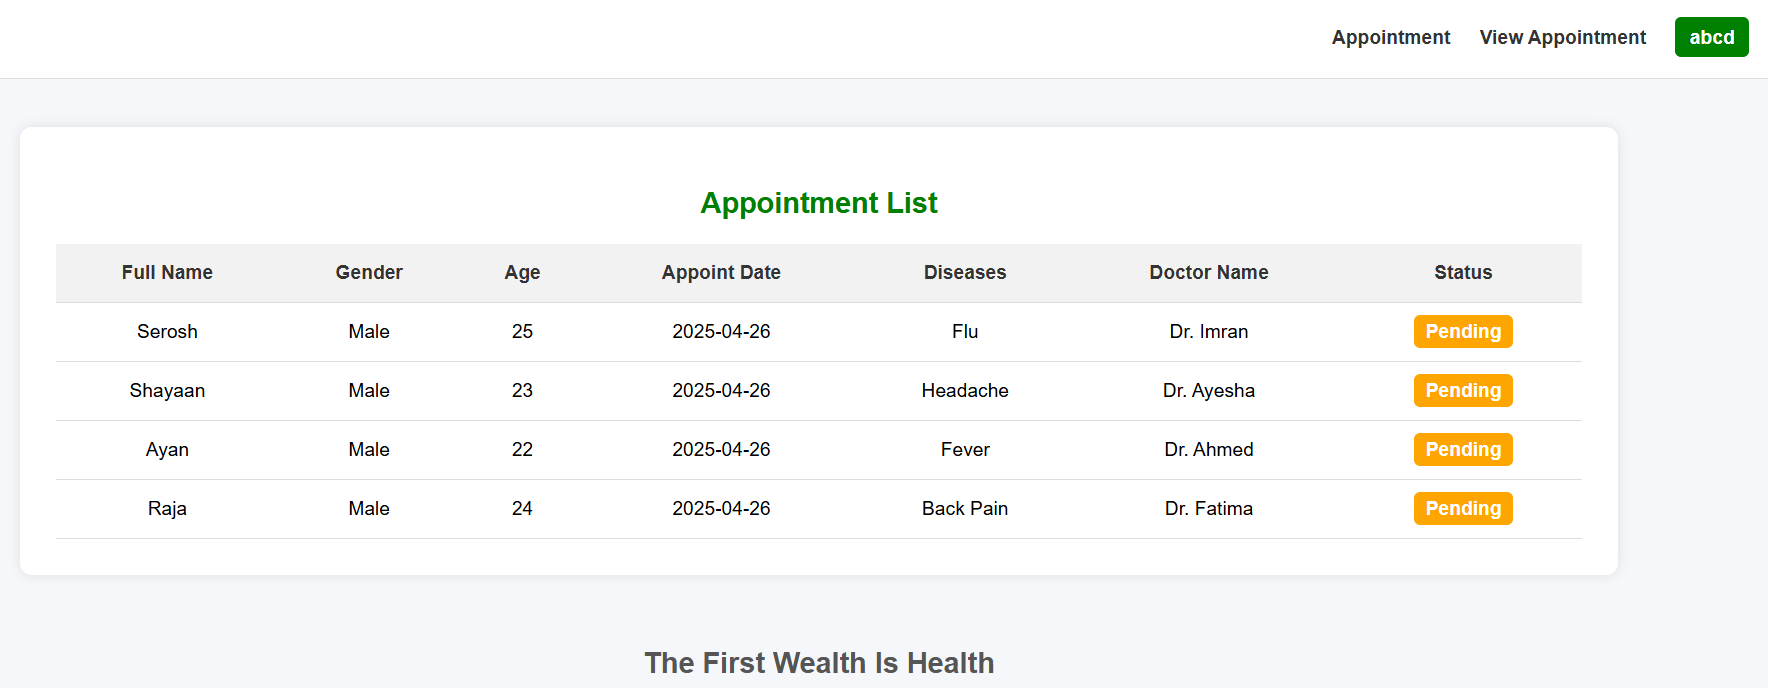 Appointment View Appointment abcd
Appointment List
Full Name Gender Age Appoint Date Diseases Doctor Name Status
Serosh Male 25 2025-04-26 Flu Dr. Imran Pending
Shayaan Male 23 2025-04-26 Headache Dr. Ayesha Pending
Ayan Male 22 2025-04-26 Fever Dr. Ahmed Pending
Raja Male 24 2025-04-26 Back Pain Dr. Fatima Pending
The First Wealth Is Health